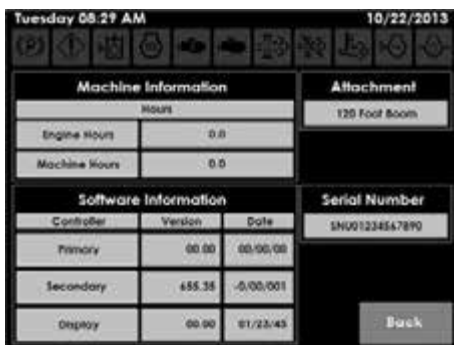 Tuesday 08:29 AM 10/22/2013
(P)
Machine Information
Hours
Engine Hours 0.0
Machine Hours 0.0
Attachment
120 Foot Boom
Software Information
Controller Version Date
Primary 00.00 00/00/00
Secondary 655.35 -0/00/001
Display 00.00 01/23/45
Serial Number
SNU01234567890
Back